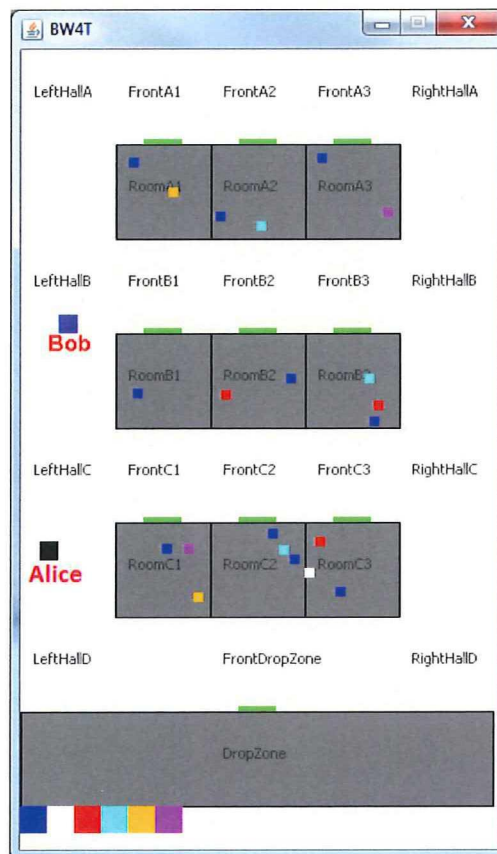 BW4T
LeftHallA FrontA1 FrontA2 FrontA3 RightHallA
RoomA1 RoomA2 RoomA3
LeftHallB FrontB1 FrontB2 FrontB3 RightHallB
Bob
RoomB1 RoomB2 RoomB3
LeftHallC FrontC1 FrontC2 FrontC3 RightHallC
Alice
RoomC1 RoomC2 RoomC3
LeftHallD FrontDropZone RightHallD
DropZone